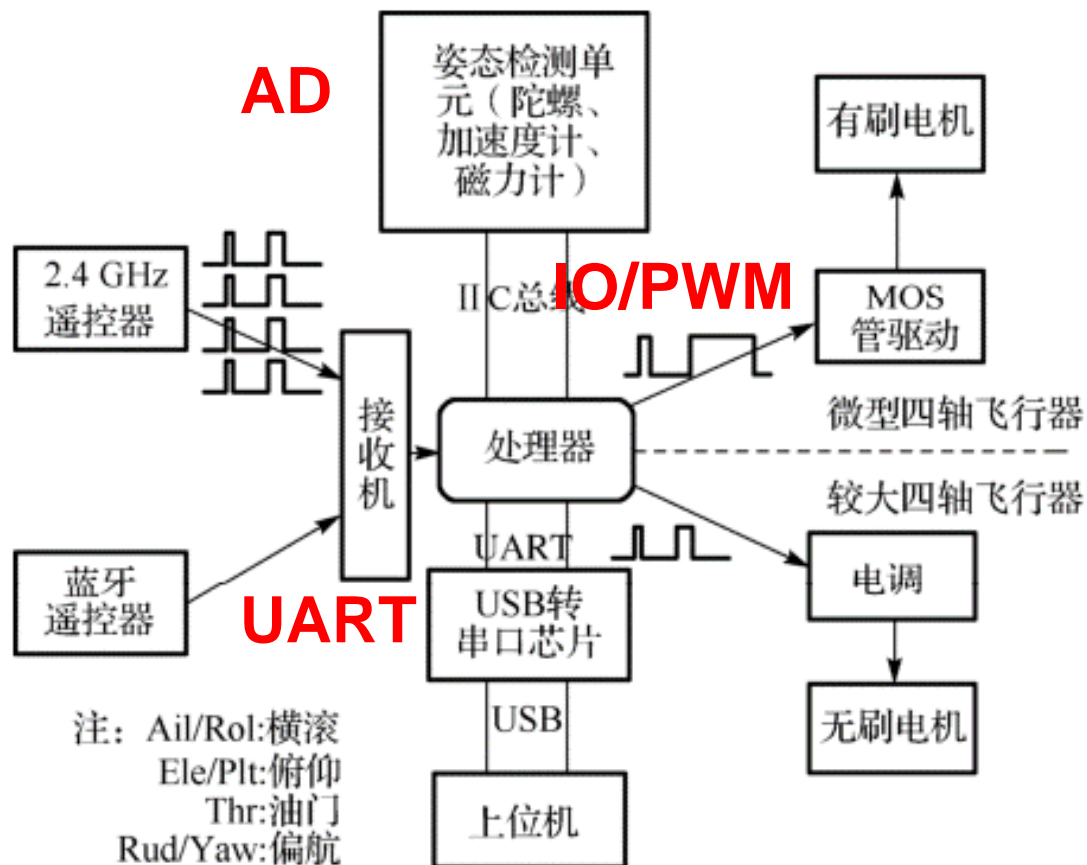 AD
姿态检测单
元（陀螺、
加速度计、
磁力计）
有刷电机
2.4 GHz
遥控器
IIC总线
IO/PWM
MOS
管驱动
接
收
机
处理器
微型四轴飞行器
较大四轴飞行器
UART
电调
蓝牙
遥控器
UART
USB转
串口芯片
USB
无刷电机
注：Ail/Rol:横滚
Ele/Plt:俯仰
Thr:油门
Rud/Yaw:偏航
上位机